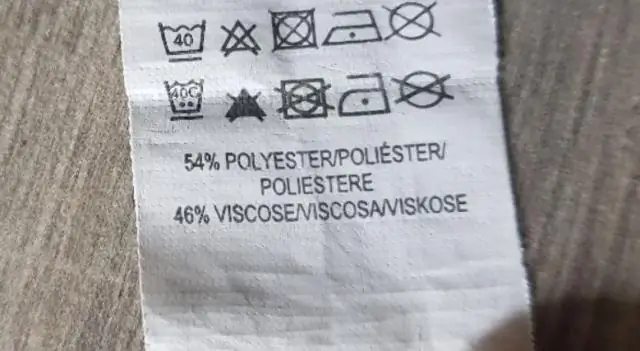 40
40C
54% POLYESTER/POLIÉSTER/
POLIESTERE
46% VISCOSE/VISCOSA/VISKOSE